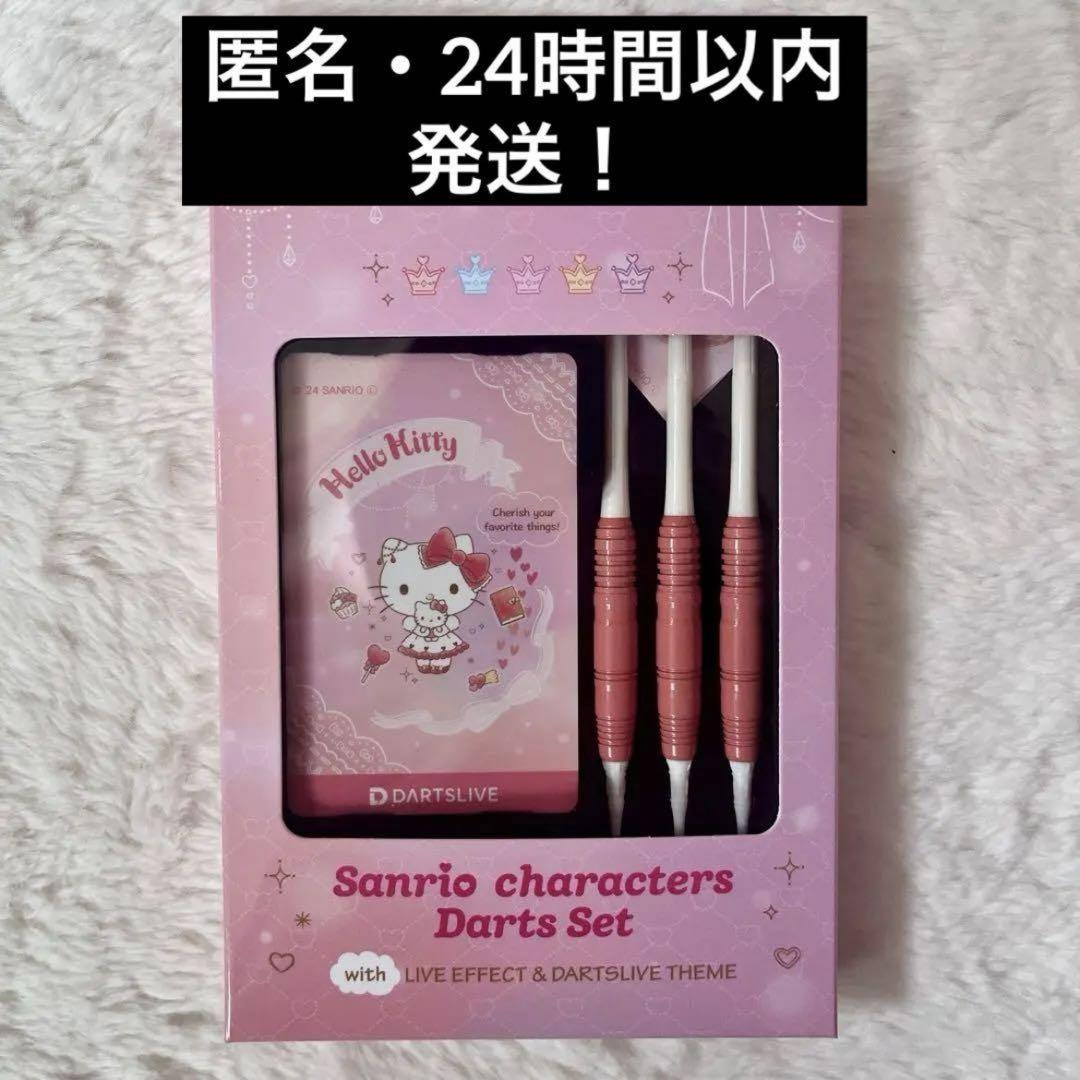 匿名・24時間以内
発送！
24 SANRIO Ⓛ
Hello Kitty
Cherish your
favorite things!
DARTSLIVE
Sanrio characters
Darts Set
with LIVE EFFECT & DARTSLIVE THEME